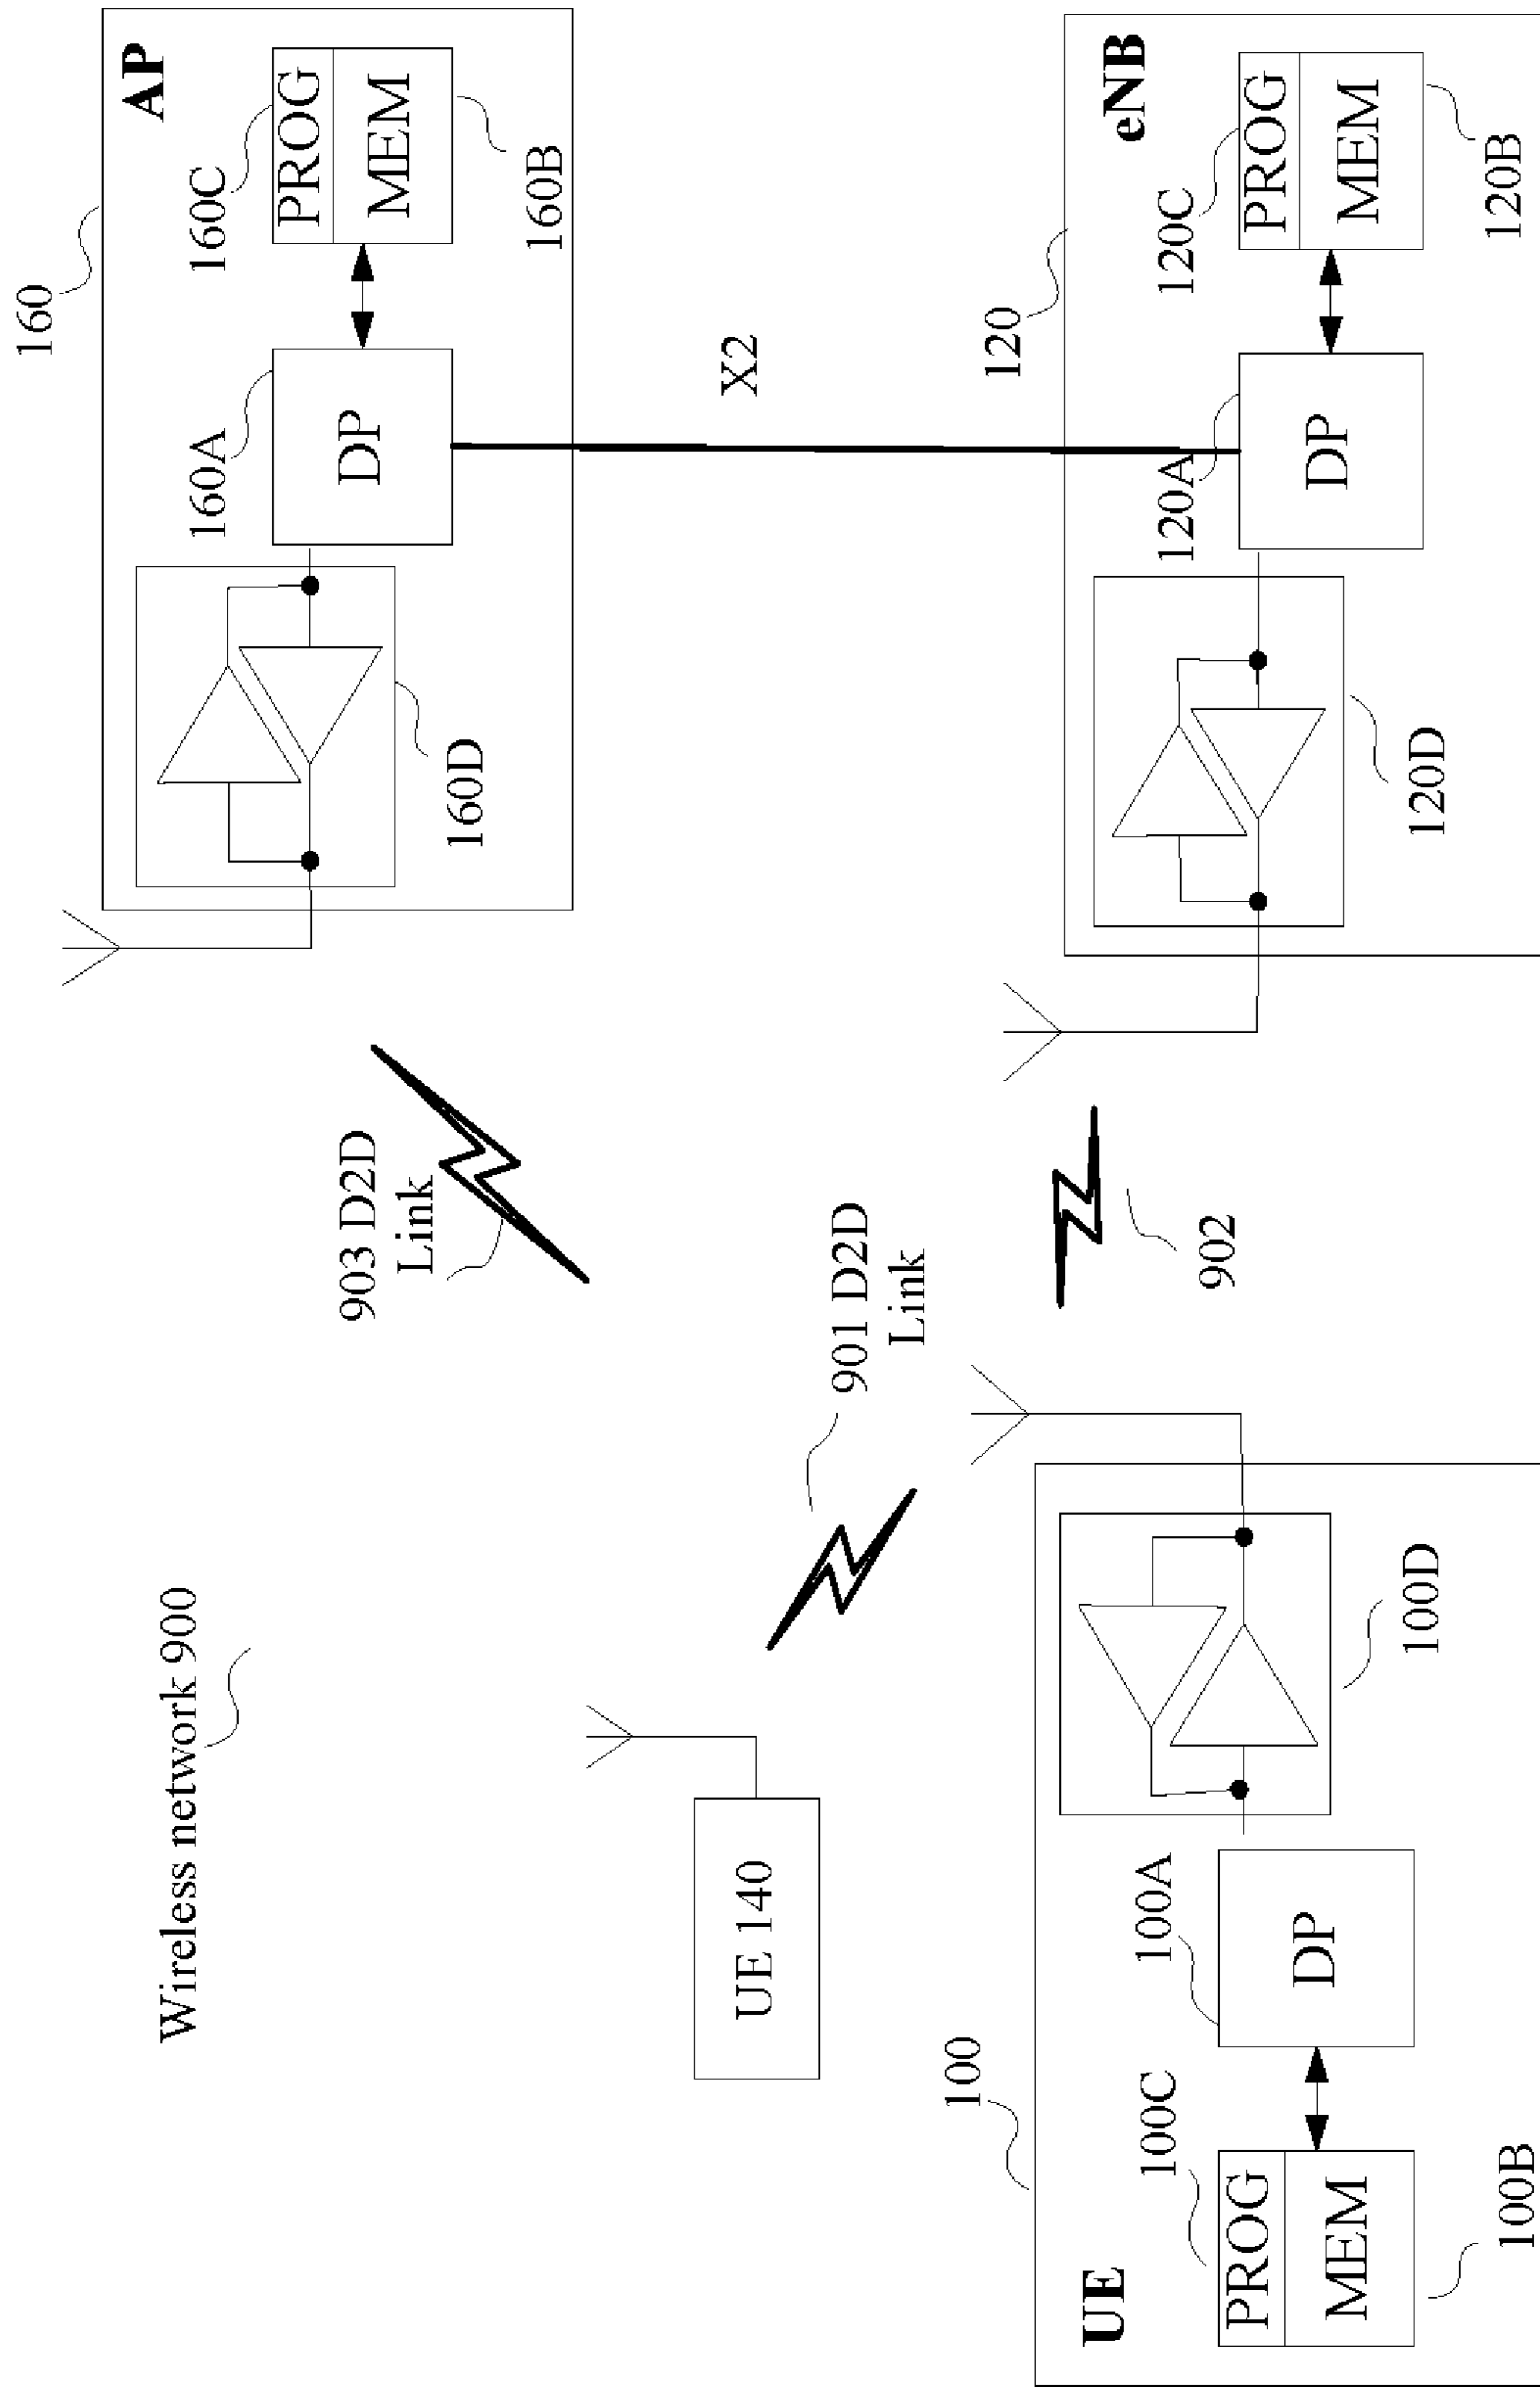 Wireless network 900
UE 140
903 D2D
Link
901 D2D
Link
902
160
AP
160A
160C
DP
PROG
MEM
160D
160B
X2
100
UE
100C
100A
PROG
MEM
DP
100B
100D
120
eNB
120A
120C
DP
PROG
MEM
120D
120B